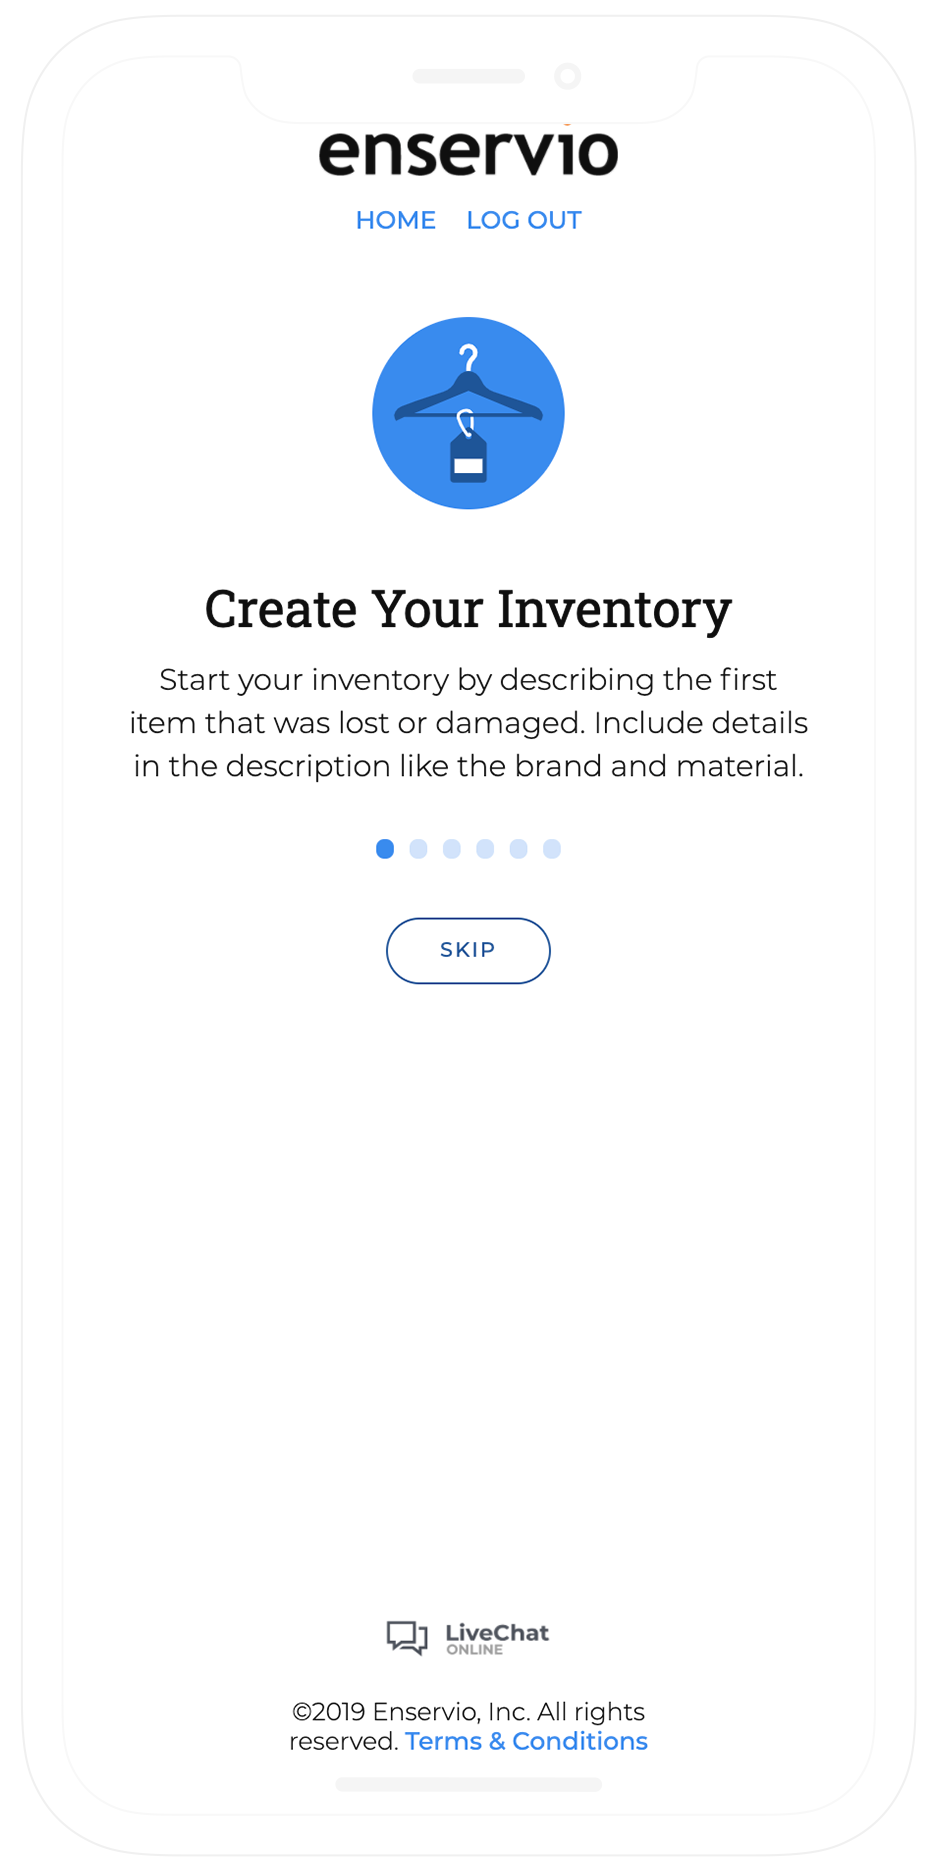 enservio
HOME LOG OUT
Create Your Inventory
Start your inventory by describing the first
item that was lost or damaged. Include details
in the description like the brand and material.
SKIP
LiveChat
ONLINE
©2019 Enservio, Inc. All rights
reserved. Terms & Conditions